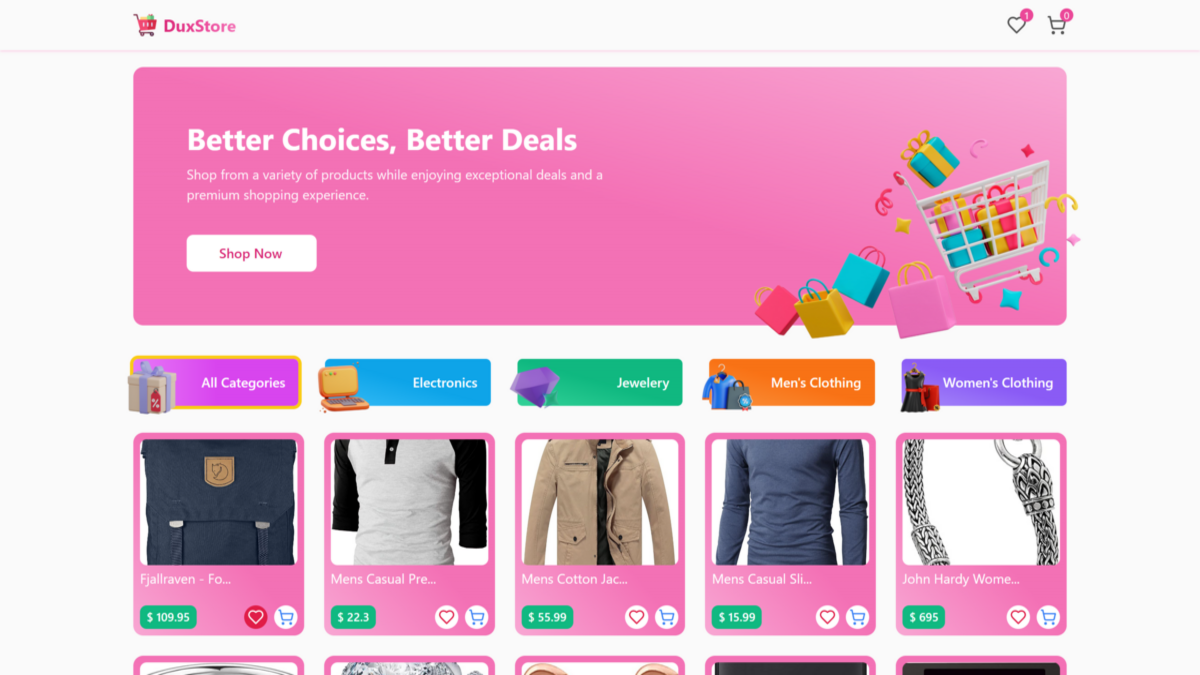 DuxStore
1
0
Better Choices, Better Deals
Shop from a variety of products while enjoying exceptional deals and a
premium shopping experience.
Shop Now
All Categories
Electronics
Jewelery
Men's Clothing
Women's Clothing
Fjallraven - Fo...
Mens Casual Pre...
Mens Cotton Jac...
Mens Casual Sli...
John Hardy Wome...
$ 109.95
$ 22.3
$ 55.99
$ 15.99
$ 695